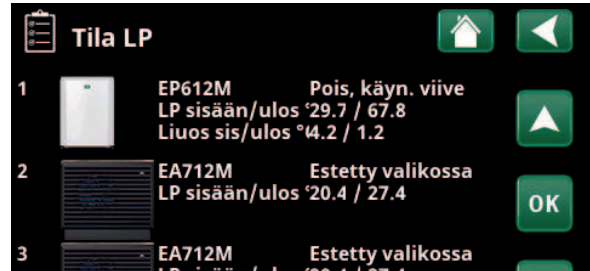 Tila LP
1 EP612M Pois, käyn. viive
LP sisään/ulos °29.7 / 67.8
Liuos sis/ulos °4.2 / 1.2
2 EA712M Estetty valikossa
LP sisään/ulos °20.4 / 27.4
OK
3 EA712M Estetty valikossa